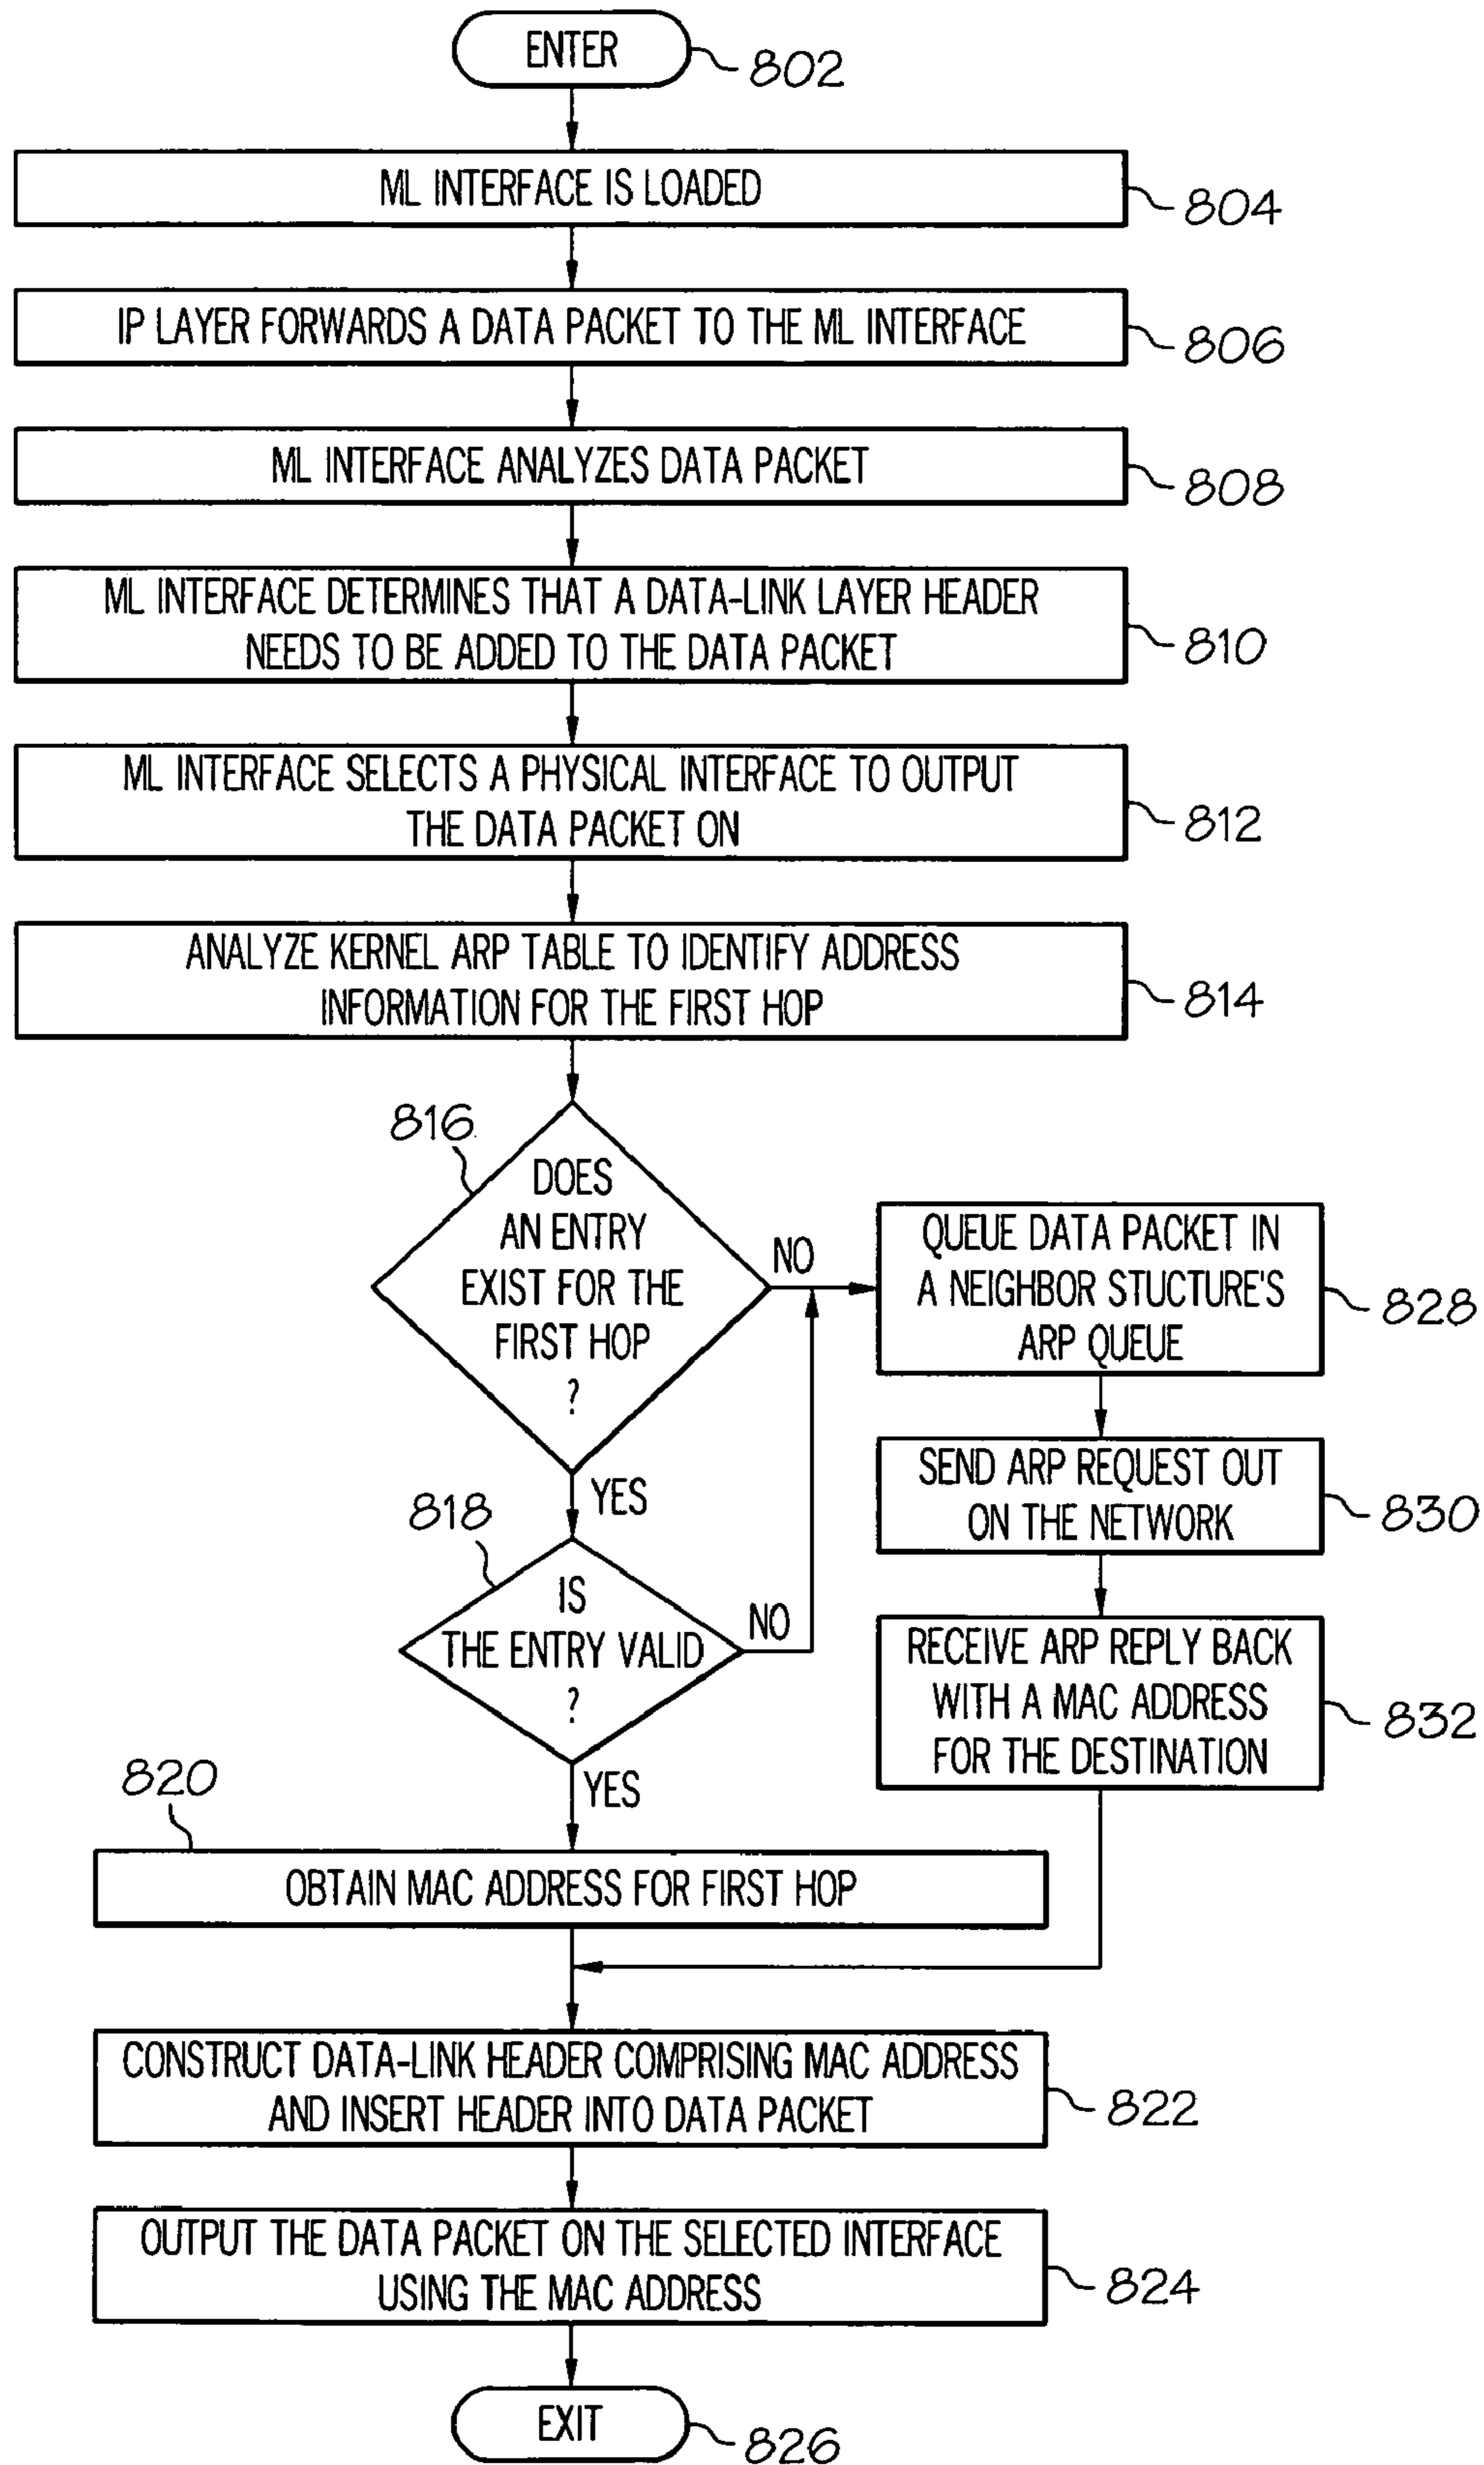 ENTER
802
ML INTERFACE IS LOADED
804
IP LAYER FORWARDS A DATA PACKET TO THE ML INTERFACE
806
ML INTERFACE ANALYZES DATA PACKET
808
ML INTERFACE DETERMINES THAT A DATA-LINK LAYER HEADER
NEEDS TO BE ADDED TO THE DATA PACKET
810
ML INTERFACE SELECTS A PHYSICAL INTERFACE TO OUTPUT
THE DATA PACKET ON
812
ANALYZE KERNEL ARP TABLE TO IDENTIFY ADDRESS
INFORMATION FOR THE FIRST HOP
814
816
DOES
AN ENTRY
EXIST FOR THE
FIRST HOP
?
NO
QUEUE DATA PACKET IN
A NEIGHBOR STUCTURE'S
ARP QUEUE
828
YES
SEND ARP REQUEST OUT
ON THE NETWORK
830
818
IS
THE ENTRY VALID
?
NO
RECEIVE ARP REPLY BACK
WITH A MAC ADDRESS
FOR THE DESTINATION
832
YES
820
OBTAIN MAC ADDRESS FOR FIRST HOP
CONSTRUCT DATA-LINK HEADER COMPRISING MAC ADDRESS
AND INSERT HEADER INTO DATA PACKET
822
OUTPUT THE DATA PACKET ON THE SELECTED INTERFACE
USING THE MAC ADDRESS
824
EXIT
826